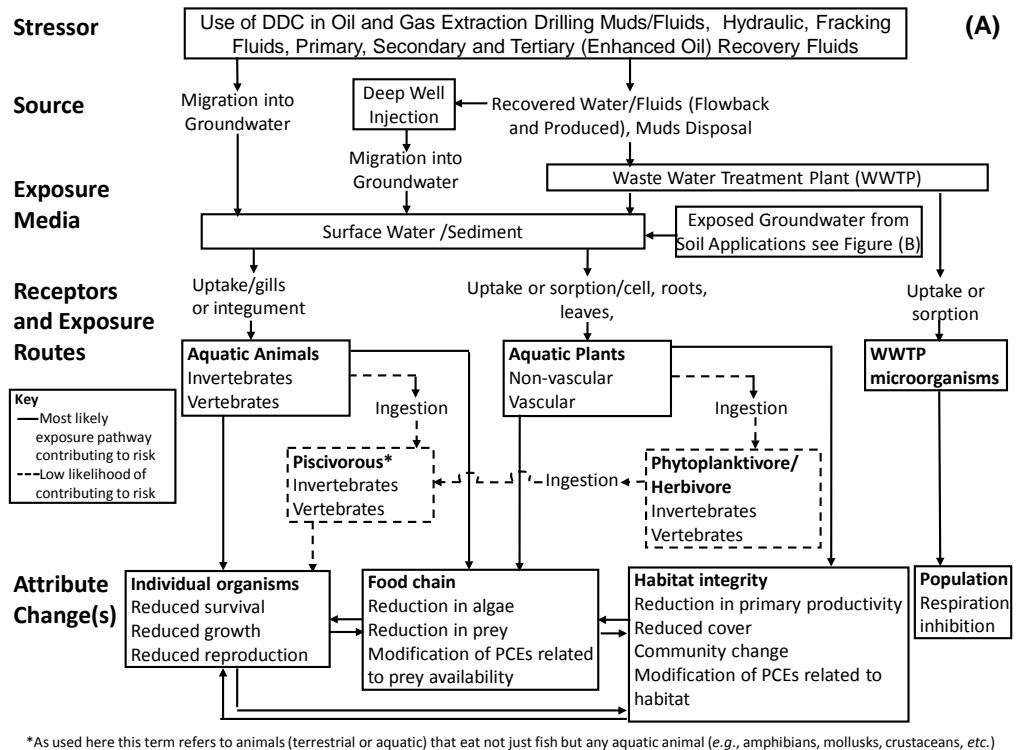 Stressor
Use of DDC in Oil and Gas Extraction Drilling Muds/Fluids, Hydraulic, Fracking
Fluids, Primary, Secondary and Tertiary (Enhanced Oil) Recovery Fluids
(A)
Source
Migration into
Groundwater
Deep Well
Injection
Recovered Water/Fluids (Flowback
and Produced), Muds Disposal
Migration into
Groundwater
Exposure
Media
Waste Water Treatment Plant (WWTP)
Surface Water /Sediment
Exposed Groundwater from
Soil Applications see Figure (B)
Receptors
and Exposure
Routes
Uptake/gills
or integument
Uptake or sorption/cell, roots,
leaves,
Uptake or
sorption
Aquatic Animals
Invertebrates
Vertebrates
Ingestion
Aquatic Plants
Non-vascular
Vascular
Ingestion
WWTP
microorganisms
Key
Most likely
exposure pathway
contributing to risk
Low likelihood of
contributing to risk
Piscivorous*
Invertebrates
Vertebrates
Ingestion
Phytoplanktivore/
Herbivore
Invertebrates
Vertebrates
Attribute
Change(s)
Individual organisms
Reduced survival
Reduced growth
Reduced reproduction
Food chain
Reduction in algae
Reduction in prey
Modification of PCEs related
to prey availability
Habitat integrity
Reduction in primary productivity
Reduced cover
Community change
Modification of PCEs related to
habitat
Population
Respiration
inhibition
*As used here this term refers to animals (terrestrial or aquatic) that eat not just fish but any aquatic animal (e.g., amphibians, mollusks, crustaceans, etc.)